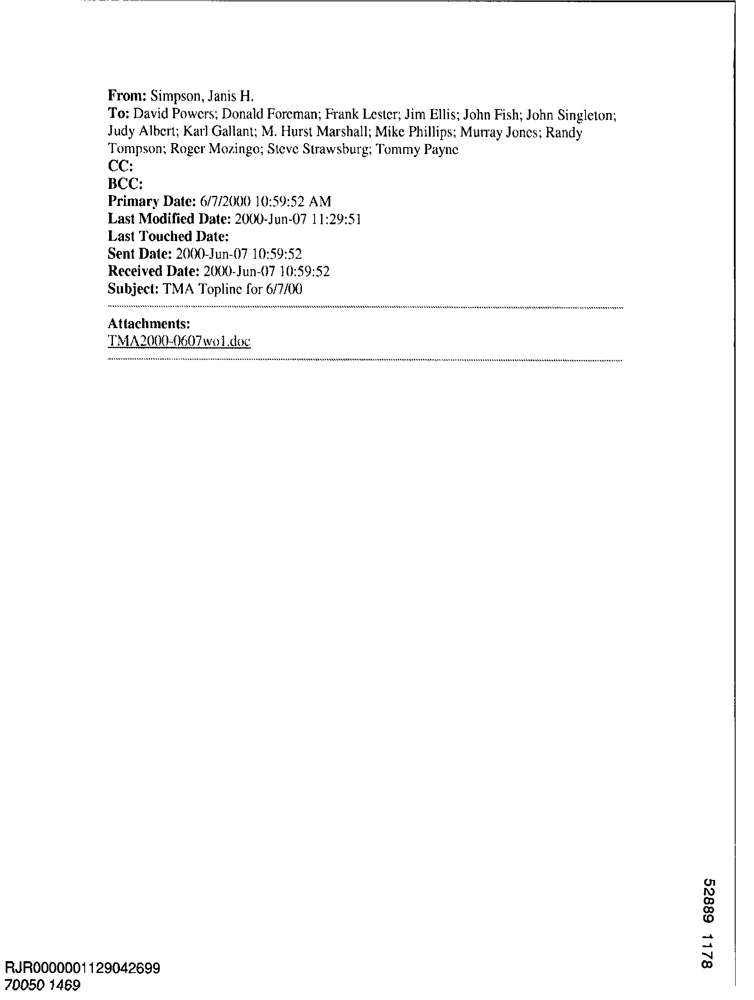 From: Simpson, Janis H.
To: David Powers; Donald Foreman; Frank Lester; Jim Ellis; John Fish; John Singleton;
Judy Albert; Karl Gallant; M. Hurst Marshall; Mike Phillips; Murray Jones; Randy
Tompson; Roger Mozingo; Steve Strawsburg; Tommy Payne
CC:
BCC:
Primary Date: 6/7/2000 10:59:52 AM
Last Modified Date: 2000-Jun-07 11:29:51
Last Touched Date:
Sent Date: 2000-Jun-07 10:59:52
Received Date: 2000-Jun-07 10:59:52
Subject: TMA Topline for 6/7/00
Attachments:
TMA2000-0607wo1.doc
52889 1178
RJR0000001129042699
70050 1469